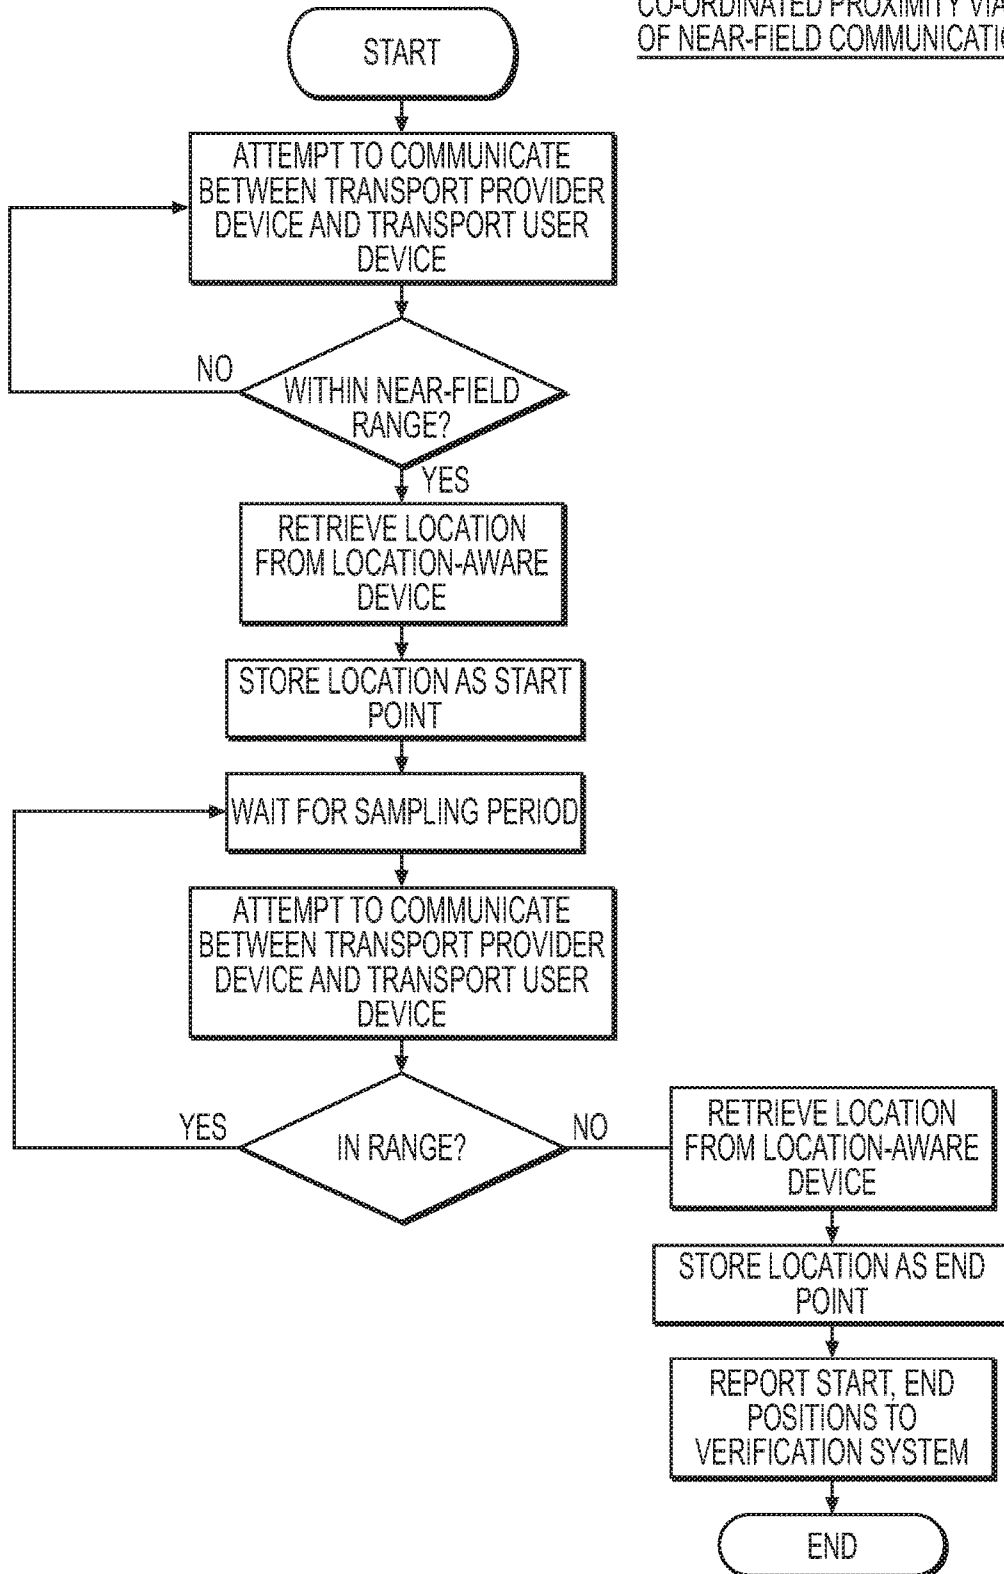 CO-ORDINATED PROXIMITY VIA
OF NEAR-FIELD
START
ATTEMPT TO COMMUNICATE
BETWEEN TRANSPORT PROVIDER
DEVICE AND TRANSPORT USER
DEVICE
NO
WITHIN NEAR-FIELD
RANGE?
YES
RETRIEVE LOCATION
FROM LOCATION-AWARE
DEVICE
STORE LOCATION AS START
POINT
WAIT FOR SAMPLING PERIOD
ATTEMPT TO COMMUNICATE
BETWEEN TRANSPORT PROVIDER
DEVICE AND TRANSPORT USER
DEVICE
YES
IN RANGE?
NO
RETRIEVE LOCATION
FROM LOCATION-AWARE
DEVICE
STORE LOCATION AS END
POINT
REPORT START, END
POSITIONS TO
VERIFICATION SYSTEM
END